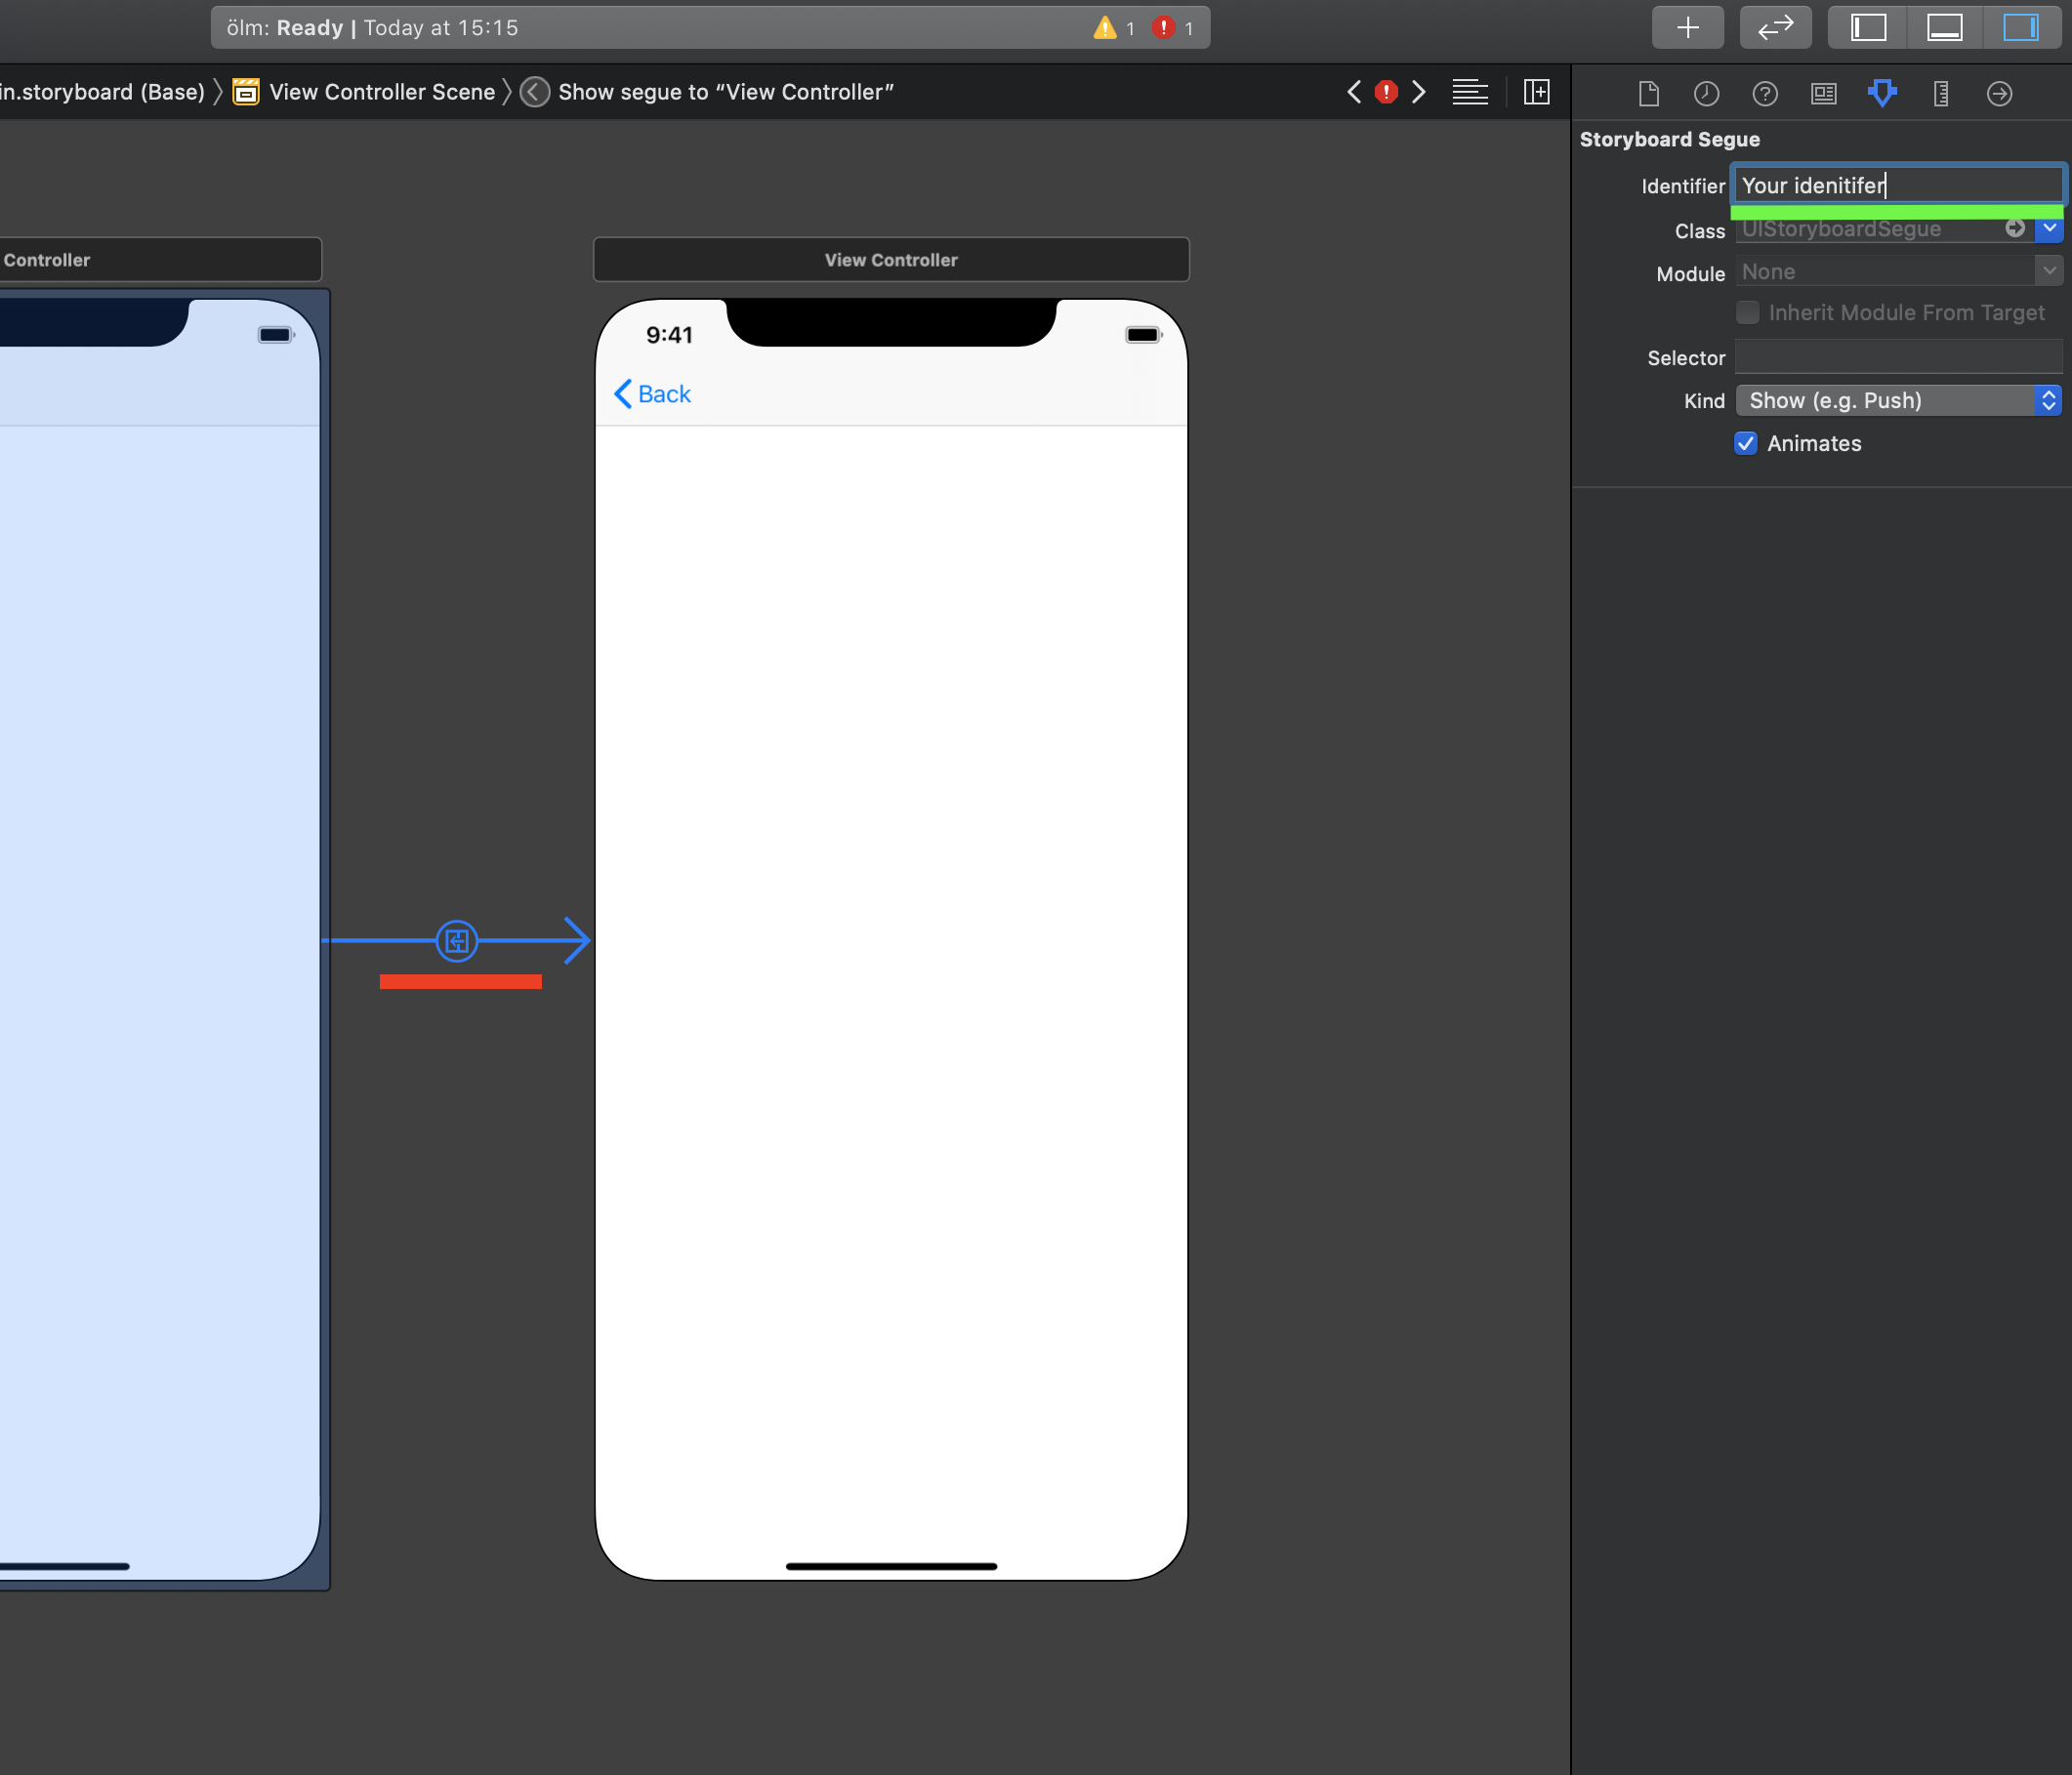 ölm: Ready | Today at 15:15 1 1
in.storyboard (Base) 〉 View Controller Scene 〉 Show segue to “View Controller”
Storyboard Segue
Identifier Your idenitifer
Class UIStoryboardSegue
Module None
Inherit Module From Target
Selector
Kind Show (e.g. Push)
Animates
Controller
View Controller
9:41
Back